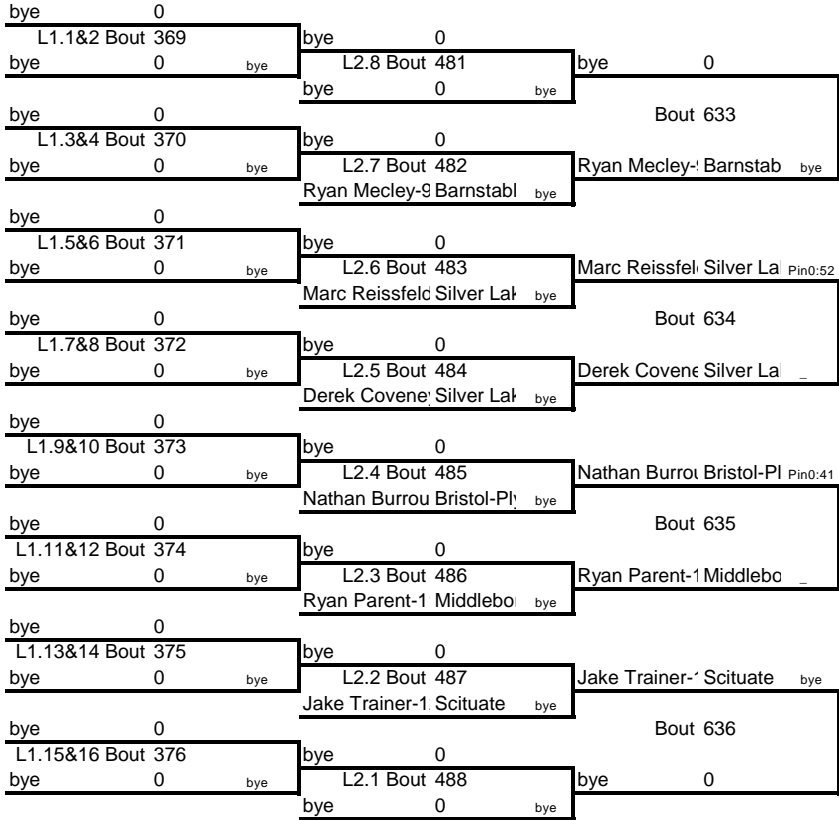 bye 0
L1.1&2 Bout 369 bye 0
bye 0 bye L2.8 Bout 481 bye 0
bye 0 bye
bye 0 Bout 633
L1.3&4 Bout 370 bye 0
bye 0 bye L2.7 Bout 482 Ryan Mecley- Barnstab bye
Ryan Mecley-9 Barnstabl bye
bye 0
L1.5&6 Bout 371 bye 0
bye 0 bye L2.6 Bout 483 Marc Reissfel Silver La Pin0:52
Marc Reissfeld Silver Lak bye
bye 0 Bout 634
L1.7&8 Bout 372 bye 0
bye 0 bye L2.5 Bout 484 Derek Covene Silver La _
Derek Coveney Silver Lak bye
bye 0
L1.9&10 Bout 373 bye 0
bye 0 bye L2.4 Bout 485 Nathan Burrou Bristol-Pl Pin0:41
Nathan Burrou Bristol-Ply bye
bye 0 Bout 635
L1.11&12 Bout 374 bye 0
bye 0 bye L2.3 Bout 486 Ryan Parent-1 Middlebo _
Ryan Parent-1 Middlebo bye
bye 0
L1.13&14 Bout 375 bye 0
bye 0 bye L2.2 Bout 487 Jake Trainer- Scituate bye
Jake Trainer-1 Scituate bye
bye 0 Bout 636
L1.15&16 Bout 376 bye 0
bye 0 bye L2.1 Bout 488 bye 0
bye 0 bye